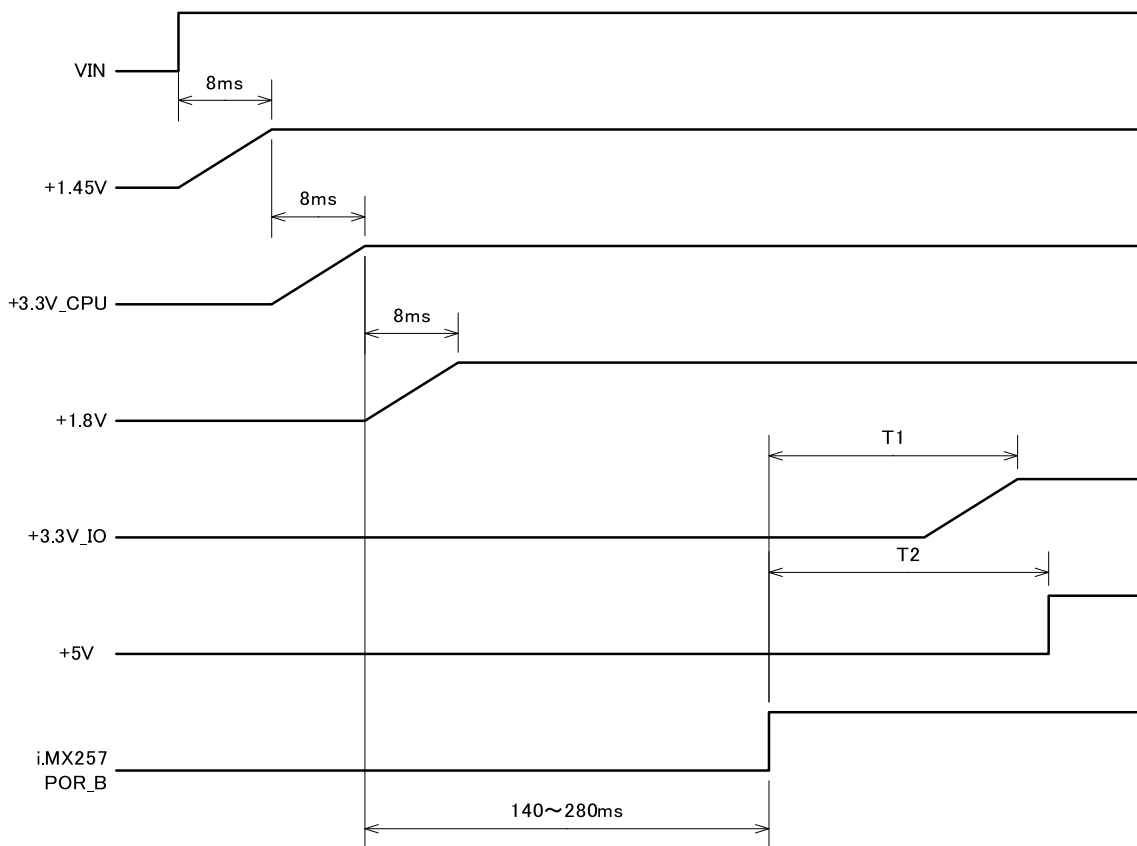 VIN
8ms
+1.45V
8ms
+3.3V_CPU
8ms
+1.8V
T1
+3.3V_IO
T2
+5V
i.MX257
POR_B
140～280ms